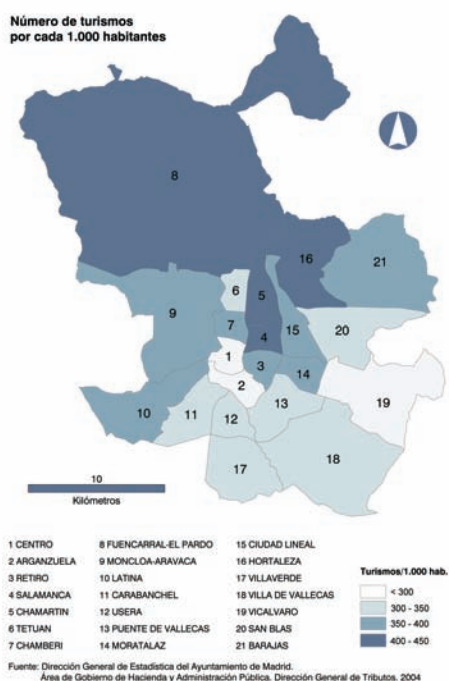 Número de turismos
por cada 1.000 habitantes
8
16
21
6
5
9
7
15
20
4
1
3
14
2
19
10
11
13
12
18
17
10
Kilómetros
1 CENTRO
2 ARGANZUELA
3 RETIRO
4 SALAMANCA
5 CHAMARTIN
6 TETUAN
7 CHAMBERI
8 FUENCARRAL-EL PARDO
9 MONCLOA-ARAVACA
10 LATINA
11 CARABANCHEL
12 USERA
13 PUENTE DE VALLECAS
14 MORATALAZ
15 CIUDAD LINEAL
16 HORTALEZA
17 VILLAVERDE
18 VILLA DE VALLECAS
19 VICALVARO
20 SAN BLAS
21 BARAJAS
Turismos/1.000 hab.
< 300
300 - 350
350 - 400
400 - 450
Fuente: Dirección General de Estadística del Ayuntamiento de Madrid.
Área de Gobierno de Hacienda y Administración Pública. Dirección General de Tributos. 2004